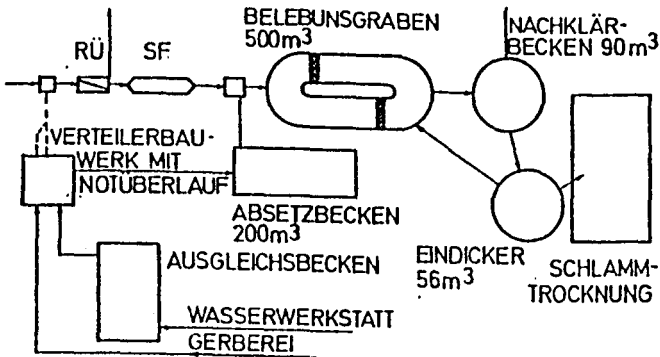 BELEBUNSGRABEN
500m³
NACHKLÄR-
BECKEN 90m³
RÜ
SF
VERTEILERBAU-
WERK MIT
NOTÜBERLAUF
ABSETZBECKEN
200m³
EINDICKER
56m³
SCHLAMM-
TROCKNUNG
AUSGLEICHSBECKEN
WASSERWERKSTATT
GERBEREI